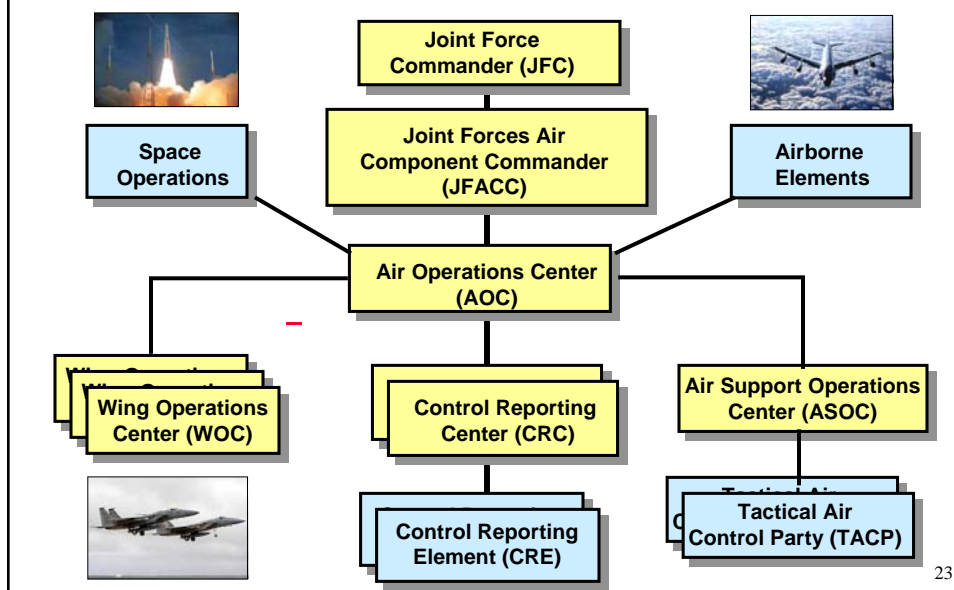 Joint Force
Commander (JFC)
Space
Operations
Joint Forces Air
Component Commander
(JFACC)
Airborne
Elements
Air Operations Center
(AOC)
Wing Operations
Center (WOC)
Control Reporting
Center (CRC)
Air Support Operations
Center (ASOC)
Control Reporting
Element (CRE)
Tactical Air
Tactical Air
Control Party (TACP)
23